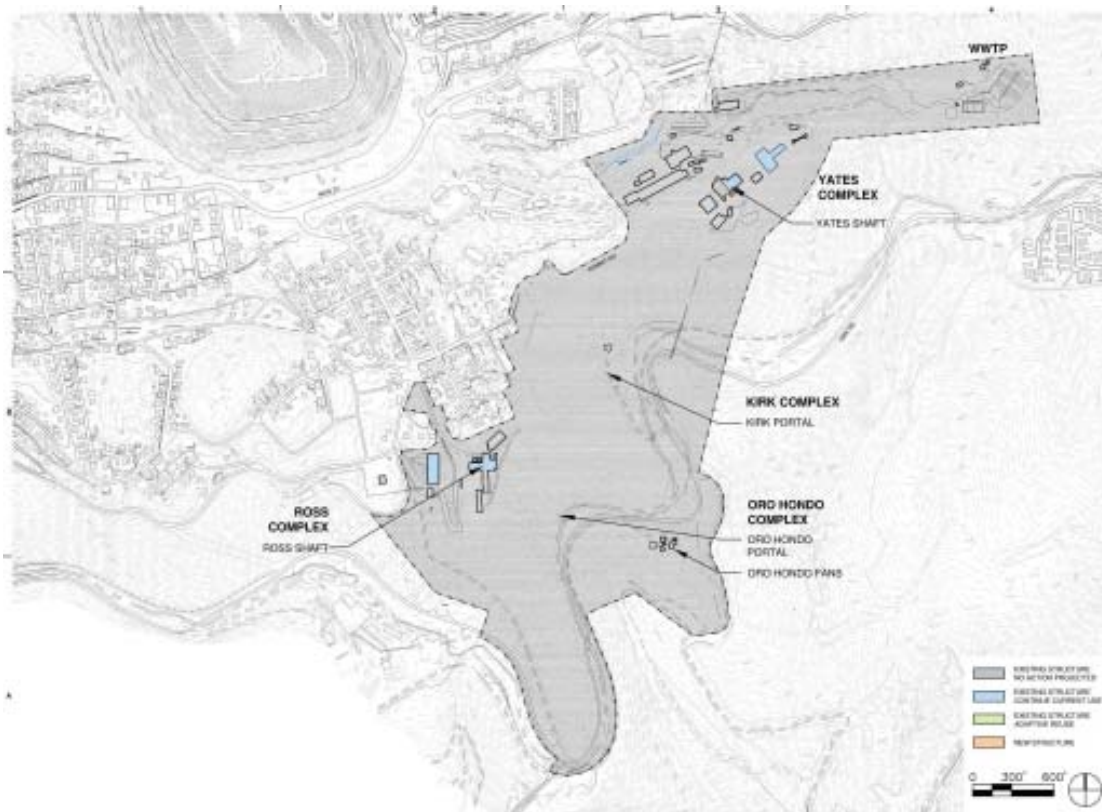 WWTP
YATES
COMPLEX
YATES SHAFT
KIRK COMPLEX
KIRK PORTAL
ORO HONDO
COMPLEX
ORO HONDO
PORTAL
ORO HONDO FANS
ROSS
COMPLEX
ROSS SHAFT
EXISTING STRUCTURE
NO ACTION PROJECTED
EXISTING STRUCTURE
CONTINUE CURRENT USE
EXISTING STRUCTURE
ADAPTIVE REUSE
NEW STRUCTURE
0 300' 600'